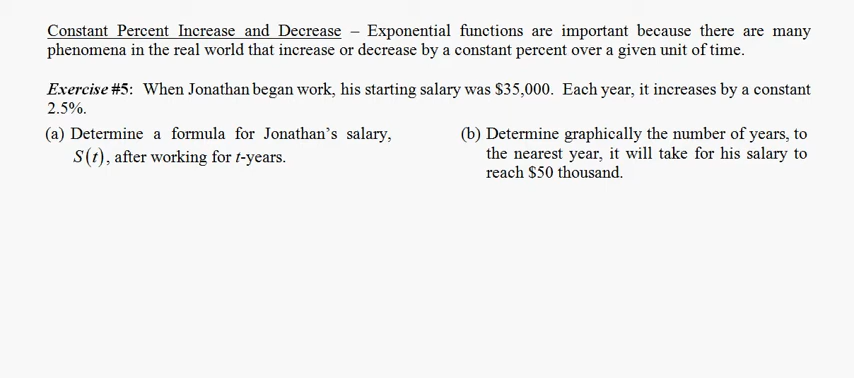 Constant Percent Increase and Decrease – Exponential functions are important because there are many
phenomena in the real world that increase or decrease by a constant percent over a given unit of time.
Exercise #5: When Jonathan began work, his starting salary was $35,000. Each year, it increases by a constant
2.5%.
(a) Determine a formula for Jonathan's salary,
S(t), after working for t-years.
(b) Determine graphically the number of years, to
the nearest year, it will take for his salary to
reach $50 thousand.